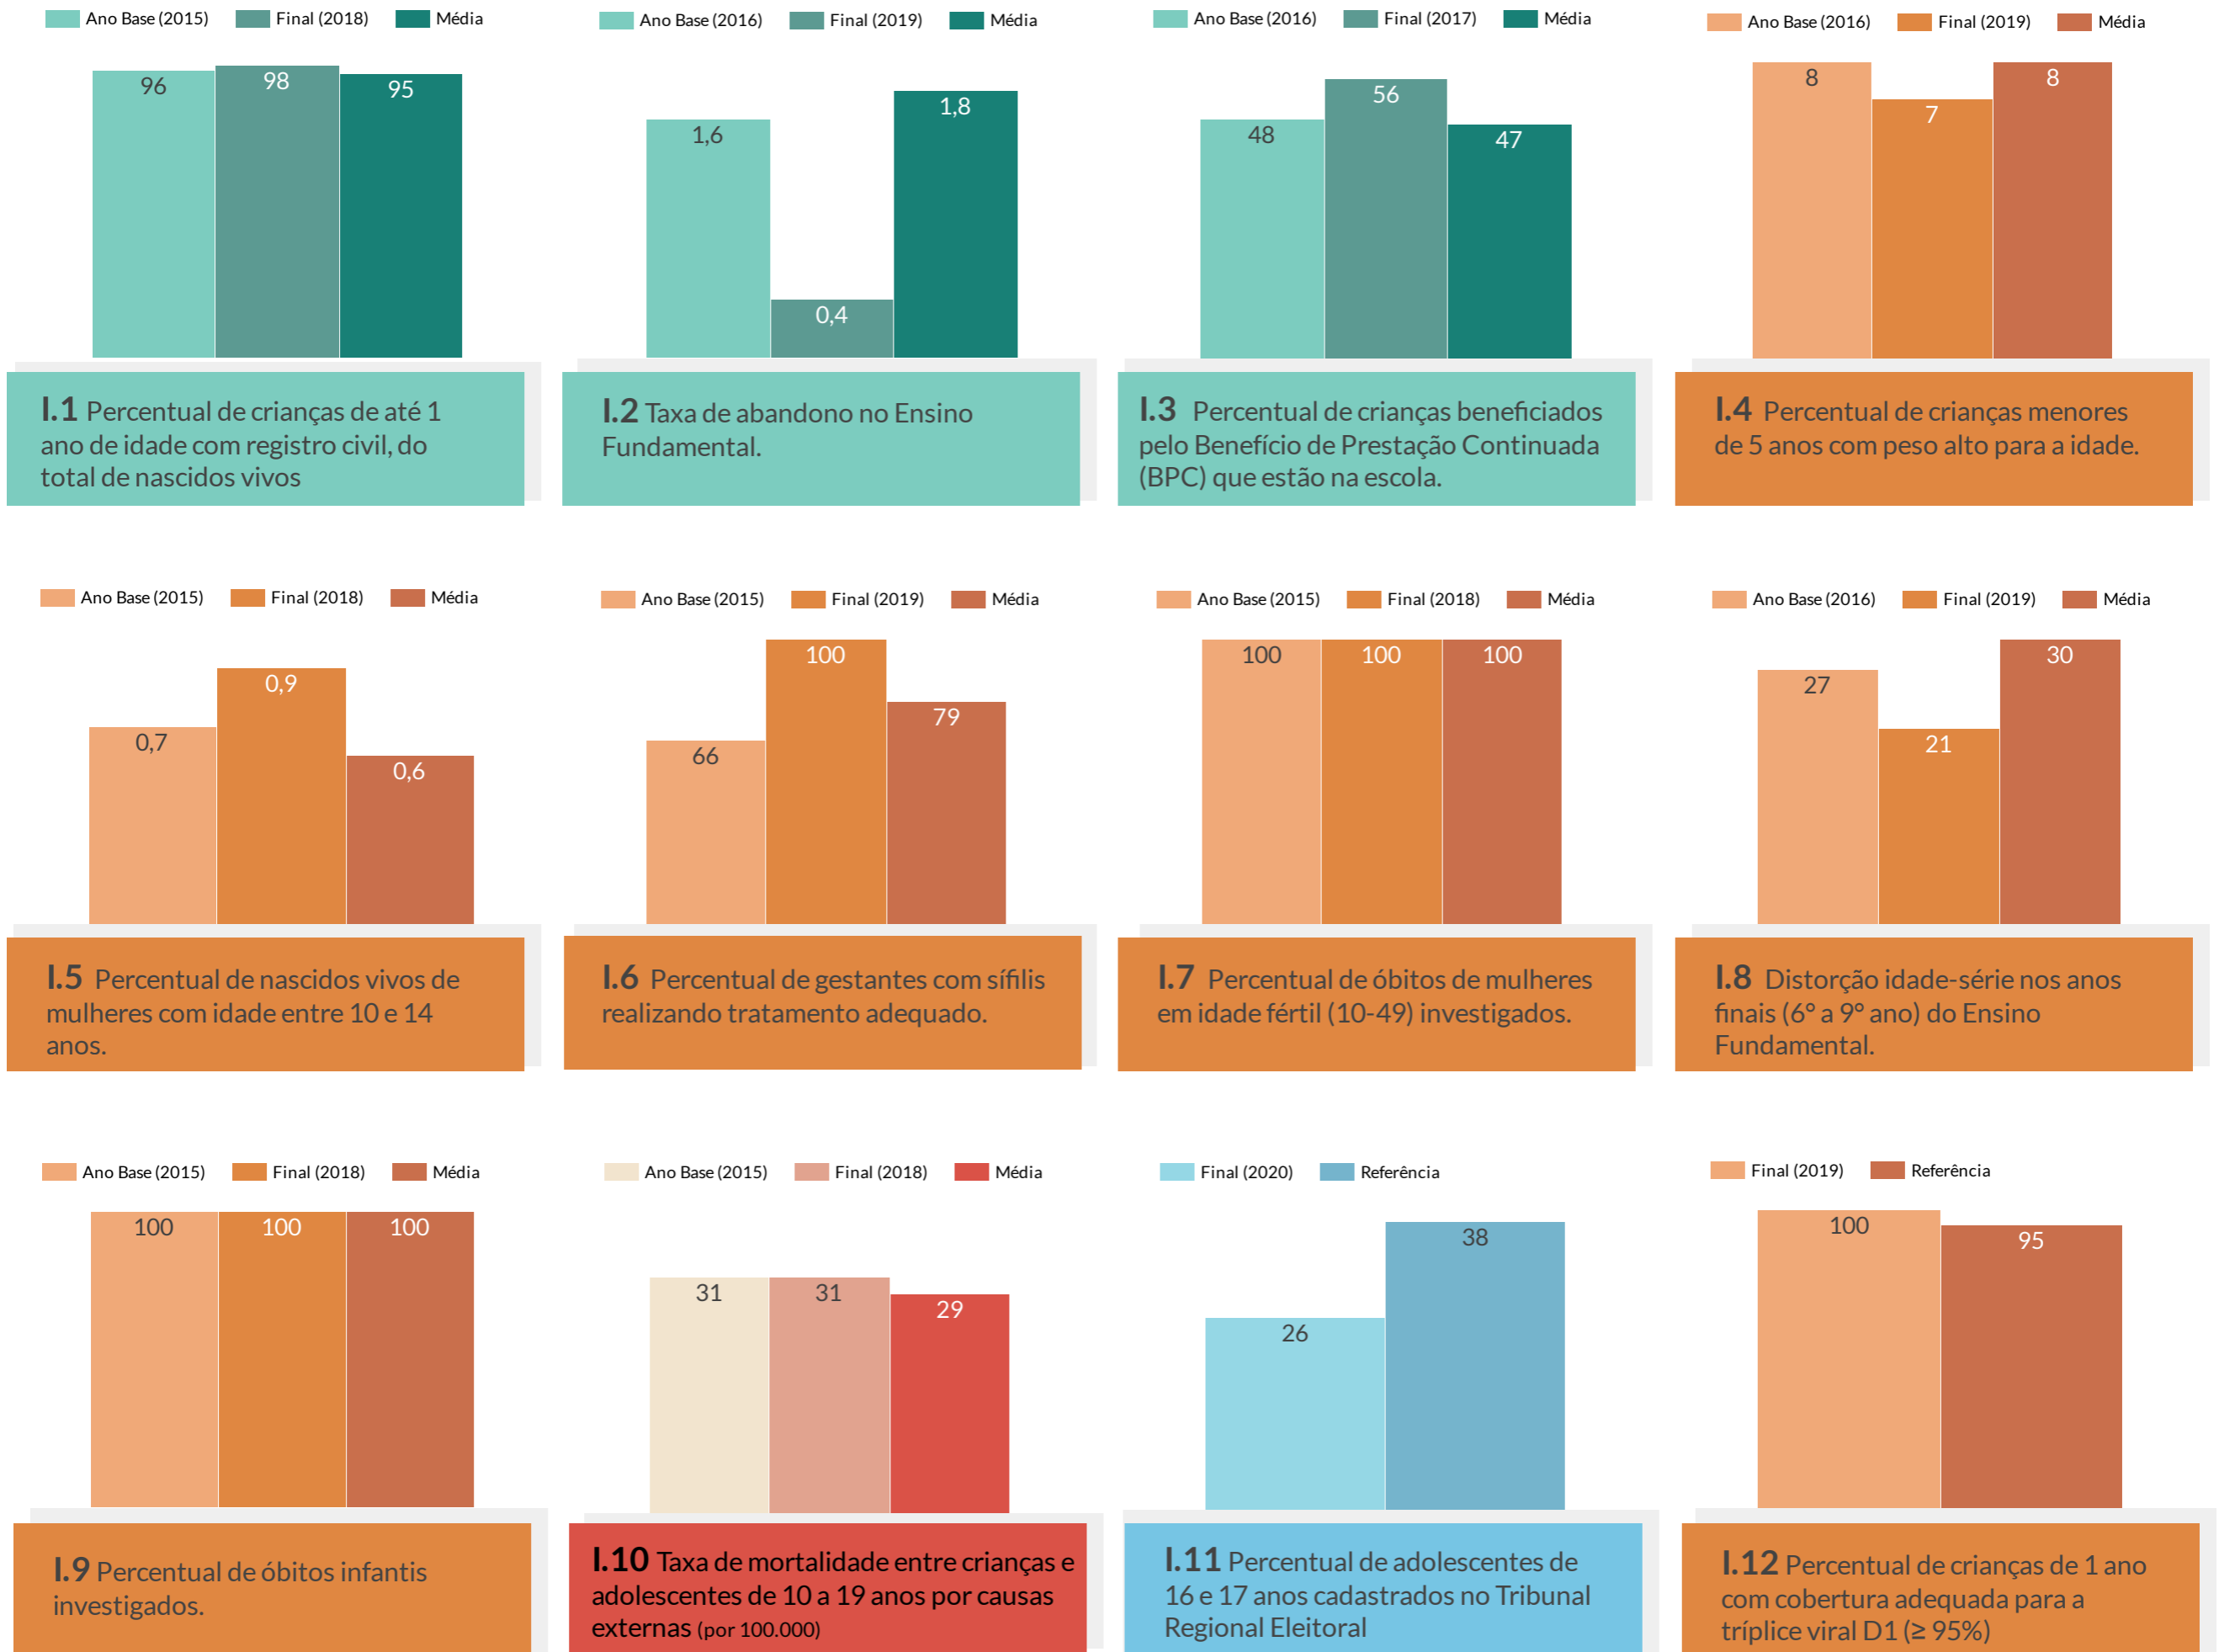 Ano Base (2015) Final (2018) Média
96 98 95
I.1 Percentual de crianças de até 1
ano de idade com registro civil, do
total de nascidos vivos
Ano Base (2016) Final (2019) Média
1,6 0,4 1,8
I.2 Taxa de abandono no Ensino
Fundamental.
Ano Base (2016) Final (2017) Média
48 56 47
I.3 Percentual de crianças beneficiados
pelo Benefício de Prestação Continuada
(BPC) que estão na escola.
Ano Base (2016) Final (2019) Média
8 7 8
I.4 Percentual de crianças menores
de 5 anos com peso alto para a idade.
Ano Base (2015) Final (2018) Média
0,7 0,9 0,6
I.5 Percentual de nascidos vivos de
mulheres com idade entre 10 e 14
anos.
Ano Base (2015) Final (2019) Média
66 100 79
I.6 Percentual de gestantes com sífilis
realizando tratamento adequado.
Ano Base (2015) Final (2018) Média
100 100 100
I.7 Percentual de óbitos de mulheres
em idade fértil (10-49) investigados.
Ano Base (2016) Final (2019) Média
27 21 30
I.8 Distorção idade-série nos anos
finais (6° a 9° ano) do Ensino
Fundamental.
Ano Base (2015) Final (2018) Média
100 100 100
I.9 Percentual de óbitos infantis
investigados.
Ano Base (2015) Final (2018) Média
31 31 29
I.10 Taxa de mortalidade entre crianças e
adolescentes de 10 a 19 anos por causas
externas (por 100.000)
Final (2020) Referência
26 38
I.11 Percentual de adolescentes de
16 e 17 anos cadastrados no Tribunal
Regional Eleitoral
Final (2019) Referência
100 95
I.12 Percentual de crianças de 1 ano
com cobertura adequada para a
tríplice viral D1 (≥ 95%)